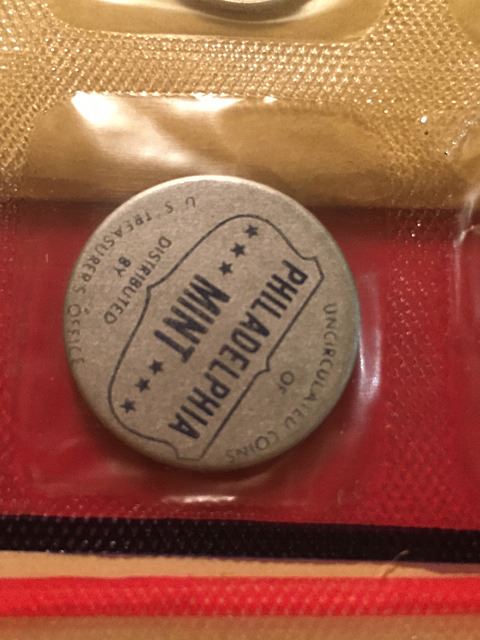 UNCIRCULATED COINS
OF
PHILADELPHIA
MINT
DISTRIBUTED
BY
U.S. TREASURER'S OFFICE